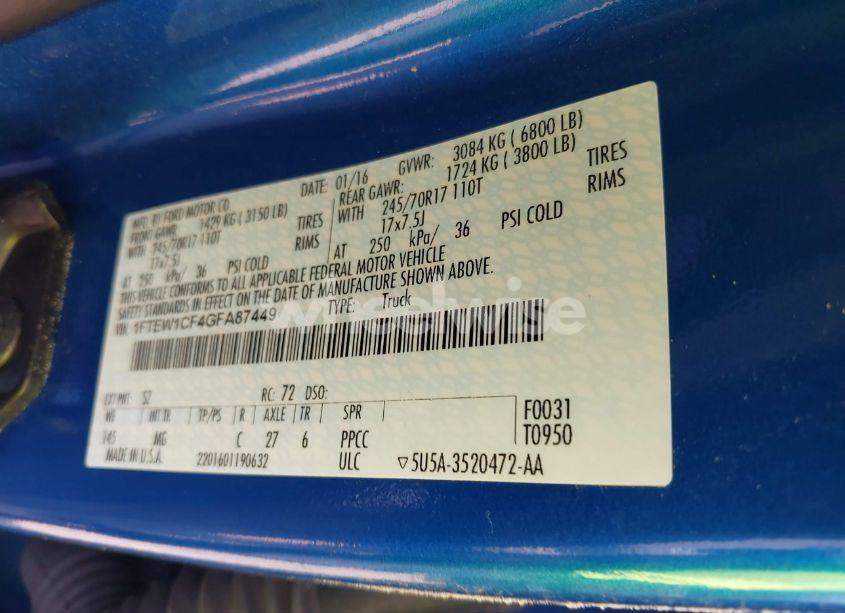 MFD. BY FORD MOTOR CO. DATE: 01/16 GVWR: 3084 KG ( 6800 LB)
FRONT GAWR: 1429 KG ( 3150 LB) REAR GAWR: 1724 KG ( 3800 LB)
WITH 245/70R17 110T TIRES WITH 245/70R17 110T TIRES
17x7.5J RIMS 17x7.5J RIMS
AT 250 kPa/ 36 PSI COLD AT 250 kPa/ 36 PSI COLD
THIS VEHICLE CONFORMS TO ALL APPLICABLE FEDERAL MOTOR VEHICLE
SAFETY STANDARDS IN EFFECT ON THE DATE OF MANUFACTURE SHOWN ABOVE.
VIN: 1FTEW1CF4GFA87449 TYPE: Truck
EXT PNT: SZ RC: 72 DSO:
WB INT TR TP/PS R AXLE TR SPR F0031
145 MG C 27 6 PPCC T0950
MADE IN U.S.A. 2201601190632 ULC ▽5U5A-3520472-AA